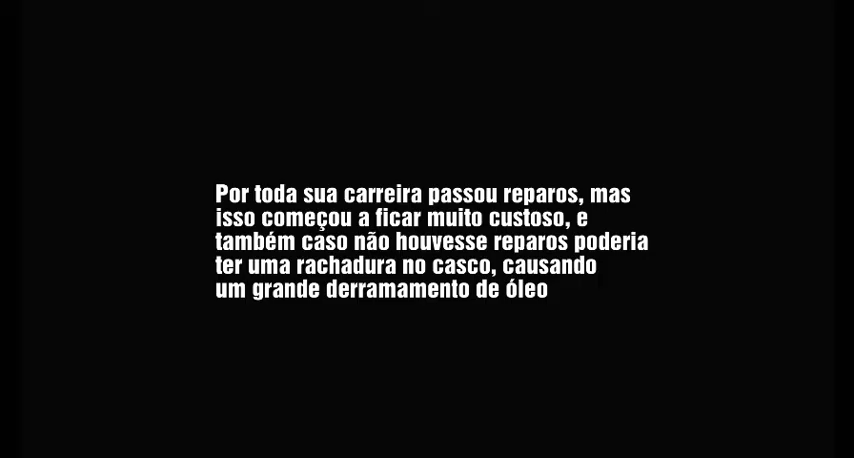 Por toda sua carreira passou reparos, mas
isso começou a ficar muito custoso, e
também caso não houvesse reparos poderia
ter uma rachadura no casco, causando
um grande derramamento de óleo